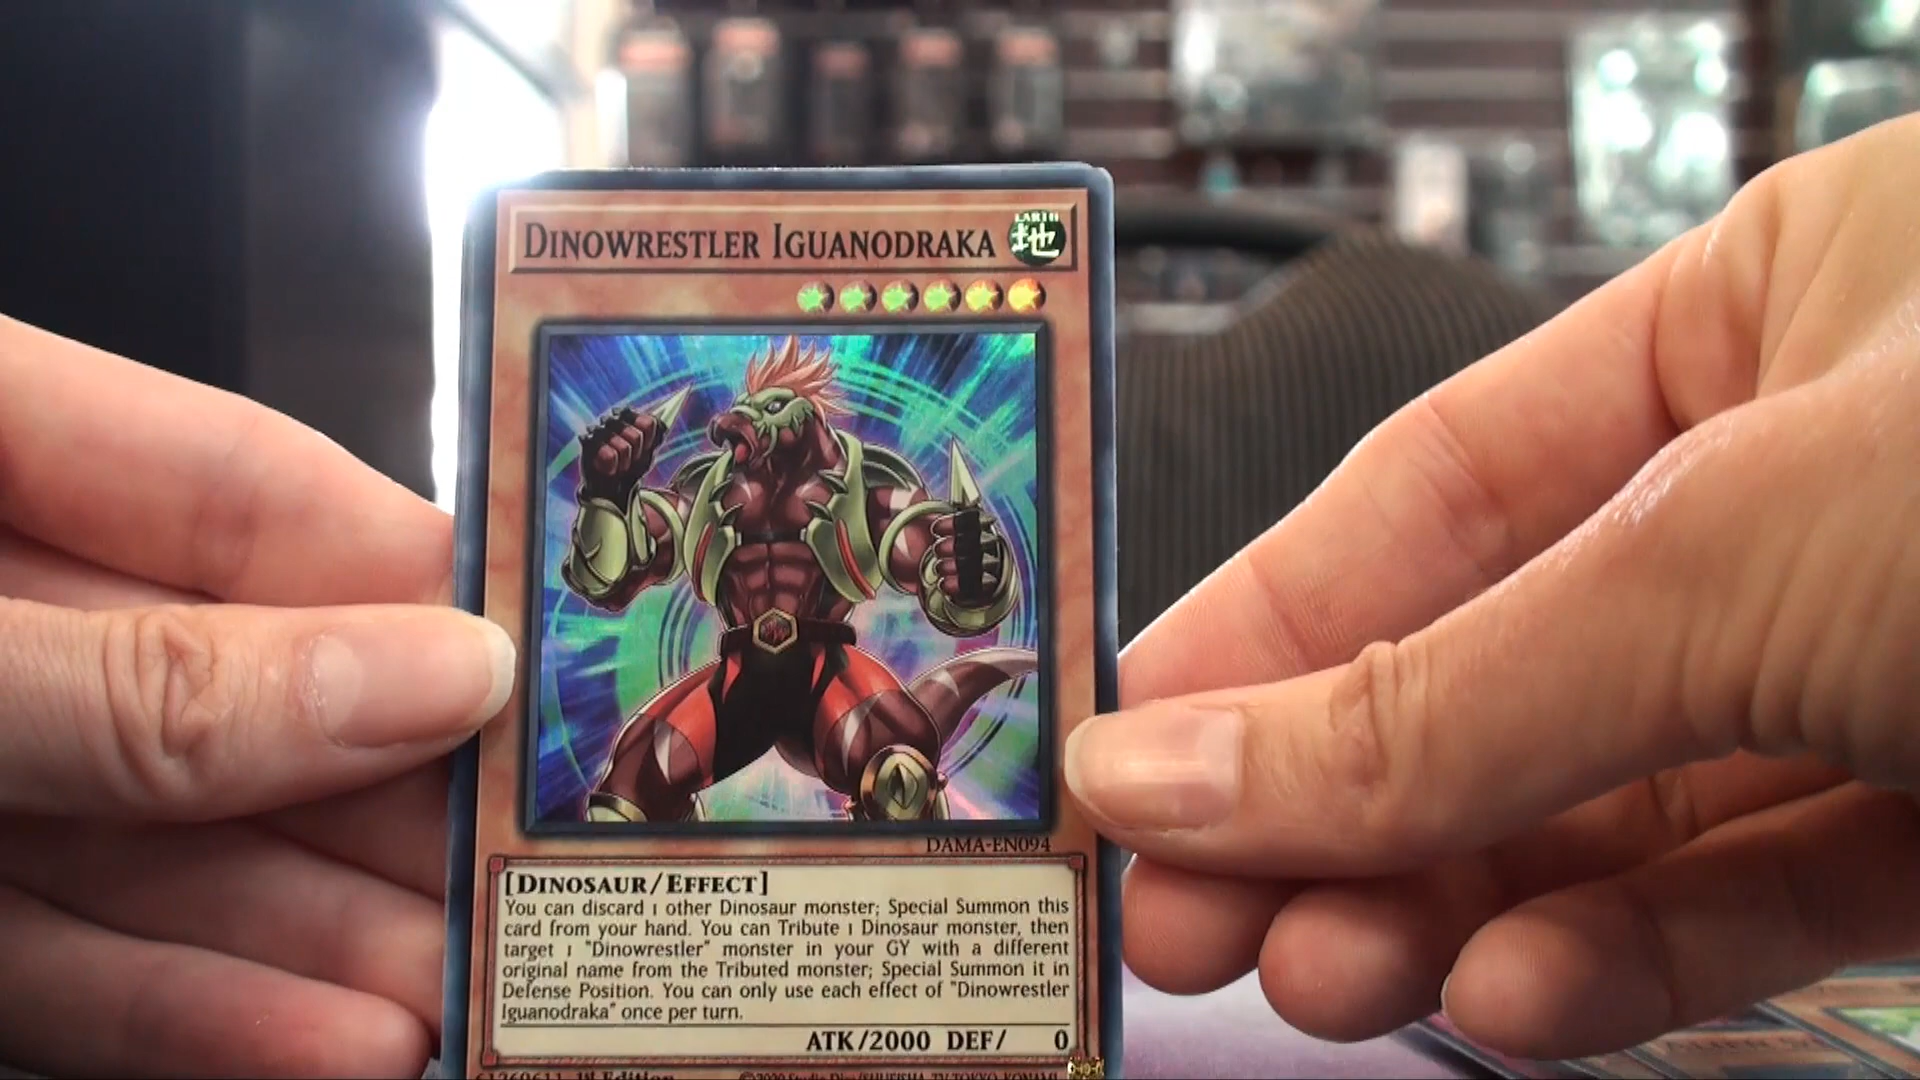 DINOWRESTLER IGUANODRAKA
EARTH
地
DAMA-EN094
[DINOSAUR/EFFECT]
You can discard 1 other Dinosaur monster; Special Summon this
card from your hand. You can Tribute 1 Dinosaur monster, then
target 1 "Dinowrestler" monster in your GY with a different
original name from the Tributed monster; Special Summon it in
Defense Position. You can only use each effect of "Dinowrestler
Iguanodraka" once per turn.
ATK/2000 DEF/ 0
1st Edition